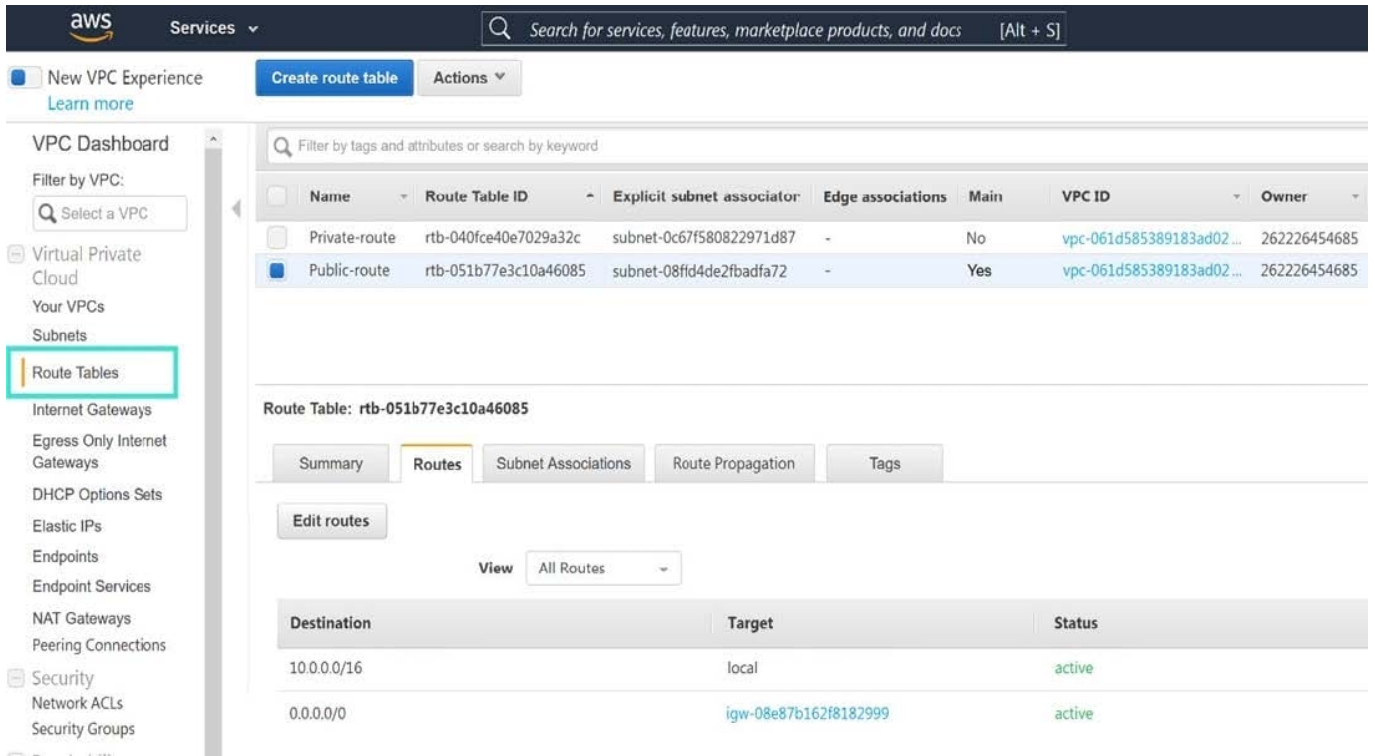 aws
Services
Search for services, features, marketplace products, and docs [Alt + S]
New VPC Experience
Learn more
Create route table
Actions
VPC Dashboard
Filter by VPC:
Select a VPC
Virtual Private
Cloud
Your VPCs
Subnets
Route Tables
Internet Gateways
Egress Only Internet
Gateways
DHCP Options Sets
Elastic IPs
Endpoints
Endpoint Services
NAT Gateways
Peering Connections
Security
Network ACLs
Security Groups
Filter by tags and attributes or search by keyword
Name Route Table ID Explicit subnet associator Edge associations Main VPC ID Owner
Private-route rtb-040fce40e7029a32c subnet-0c67f580822971d87 - No vpc-061d585389183ad02... 262226454685
Public-route rtb-051b77e3c10a46085 subnet-08ffd4de2fbadfa72 - Yes vpc-061d585389183ad02... 262226454685
Route Table: rtb-051b77e3c10a46085
Summary Routes Subnet Associations Route Propagation Tags
Edit routes
View All Routes
Destination Target Status
10.0.0.0/16 local active
0.0.0.0/0 igw-08e87b162f8182999 active